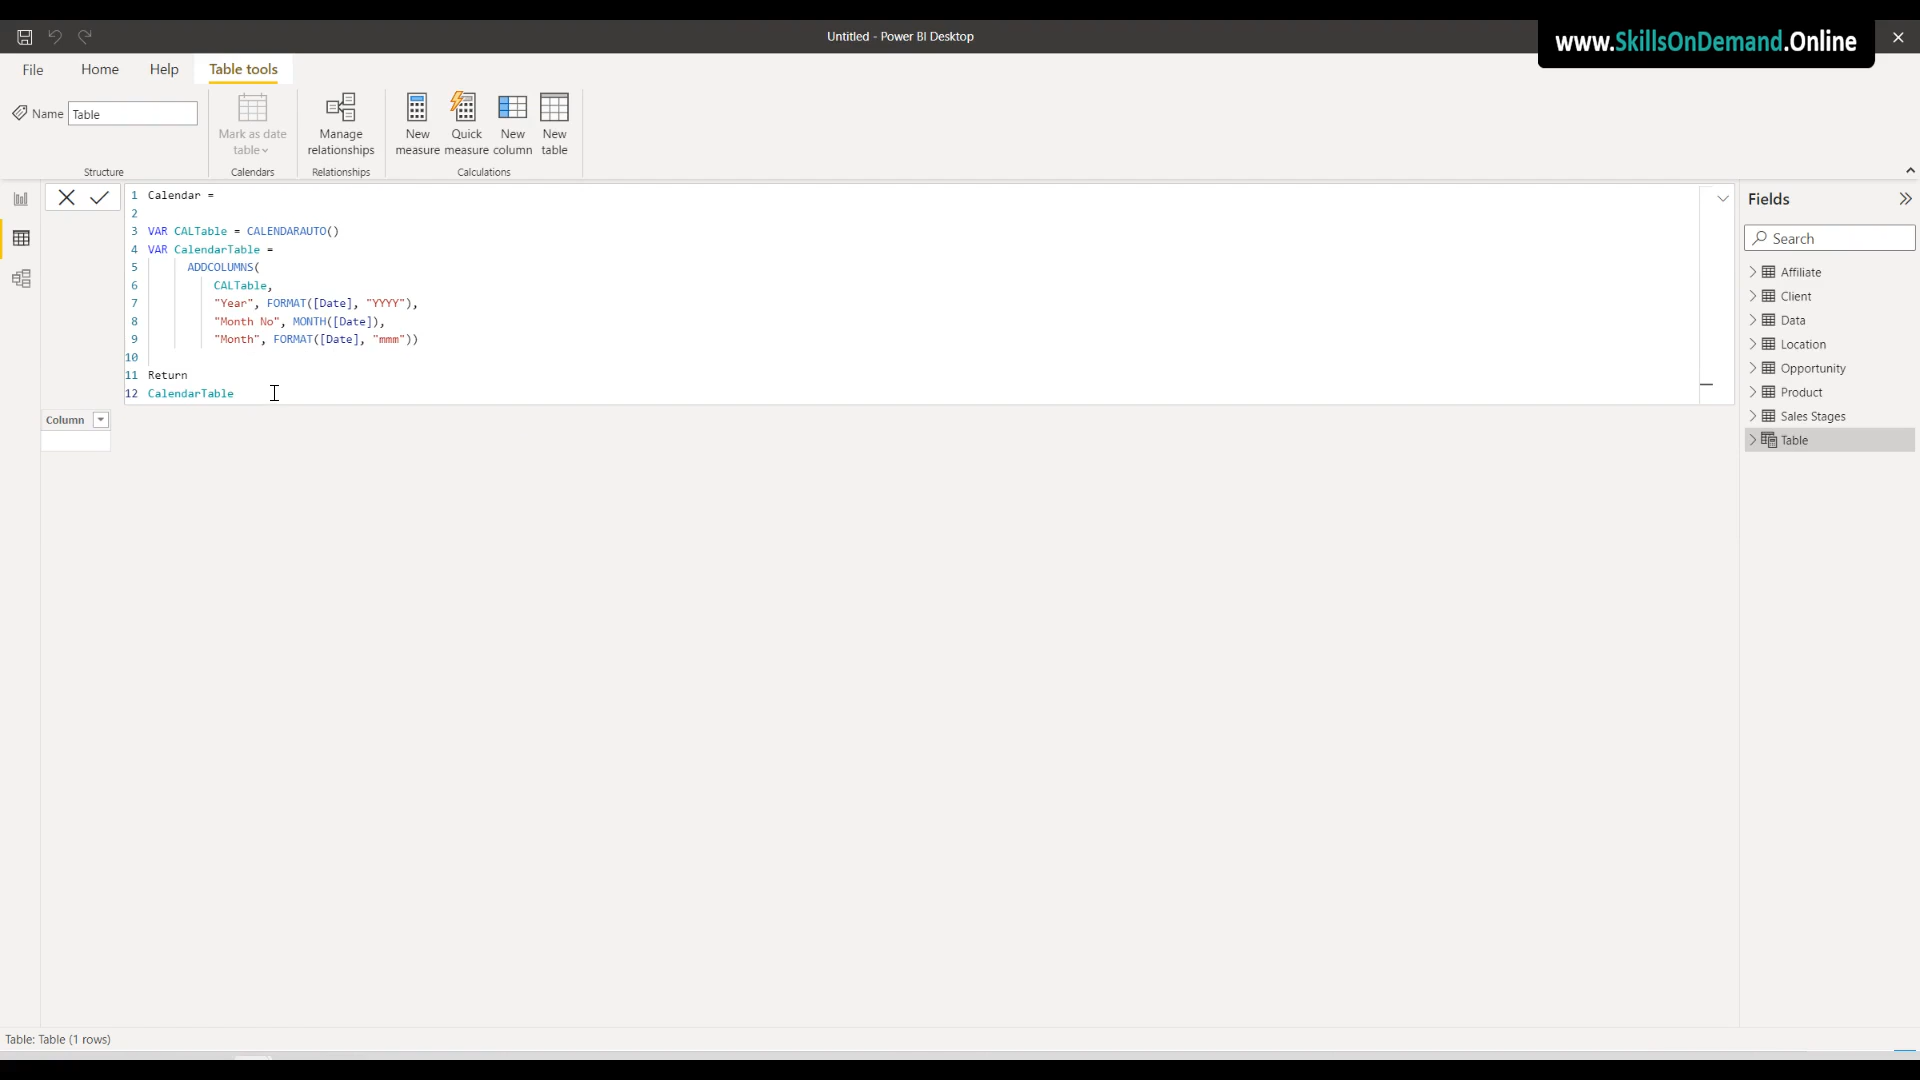 Untitled - Power BI Desktop
www.SkillsOnDemand.Online
File
Home
Help
Table tools
Name
Table
Mark as date
table
Manage
relationships
New
measure
Quick
measure
New
column
New
table
Structure
Calendars
Relationships
Calculations
1 Calendar =
2
3 VAR CALTable = CALENDARAUTO()
4 VAR CalendarTable =
5 ADDCOLUMNS(
6 CALTable,
7 "Year", FORMAT([Date], "YYYY"),
8 "Month No", MONTH([Date]),
9 "Month", FORMAT([Date], "mmm"))
10
11 Return
12 CalendarTable
Column
Fields
Search
Affiliate
Client
Data
Location
Opportunity
Product
Sales Stages
Table
Table: Table (1 rows)